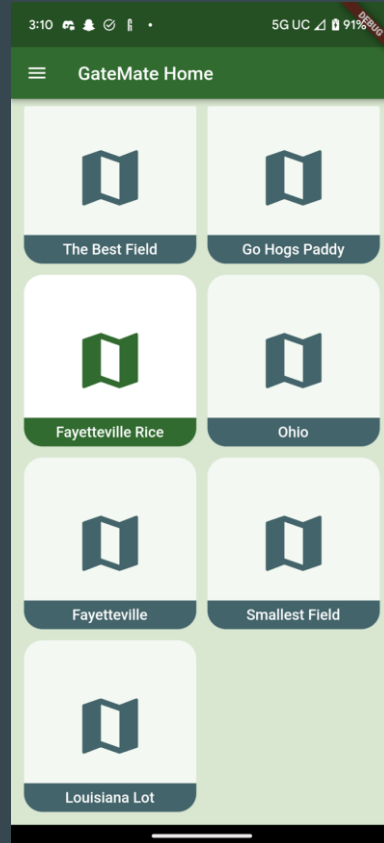 3:10
5G UC 91%
DEBUG
GateMate Home
The Best Field
Go Hogs Paddy
Fayetteville Rice
Ohio
Fayetteville
Smallest Field
Louisiana Lot